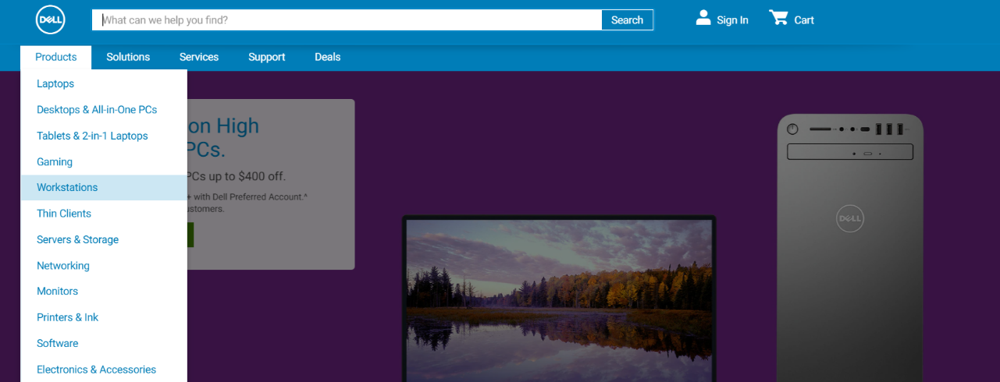 DELL
What can we help you find?
Search
Sign In
Cart
Products
Solutions
Services
Support
Deals
Laptops
Desktops & All-in-One PCs
Tablets & 2-in-1 Laptops
Gaming
Workstations
Thin Clients
Servers & Storage
Networking
Monitors
Printers & Ink
Software
Electronics & Accessories
on High
PCs.
PCs up to $400 off.
+ with Dell Preferred Account.^
ustomers.
DELL